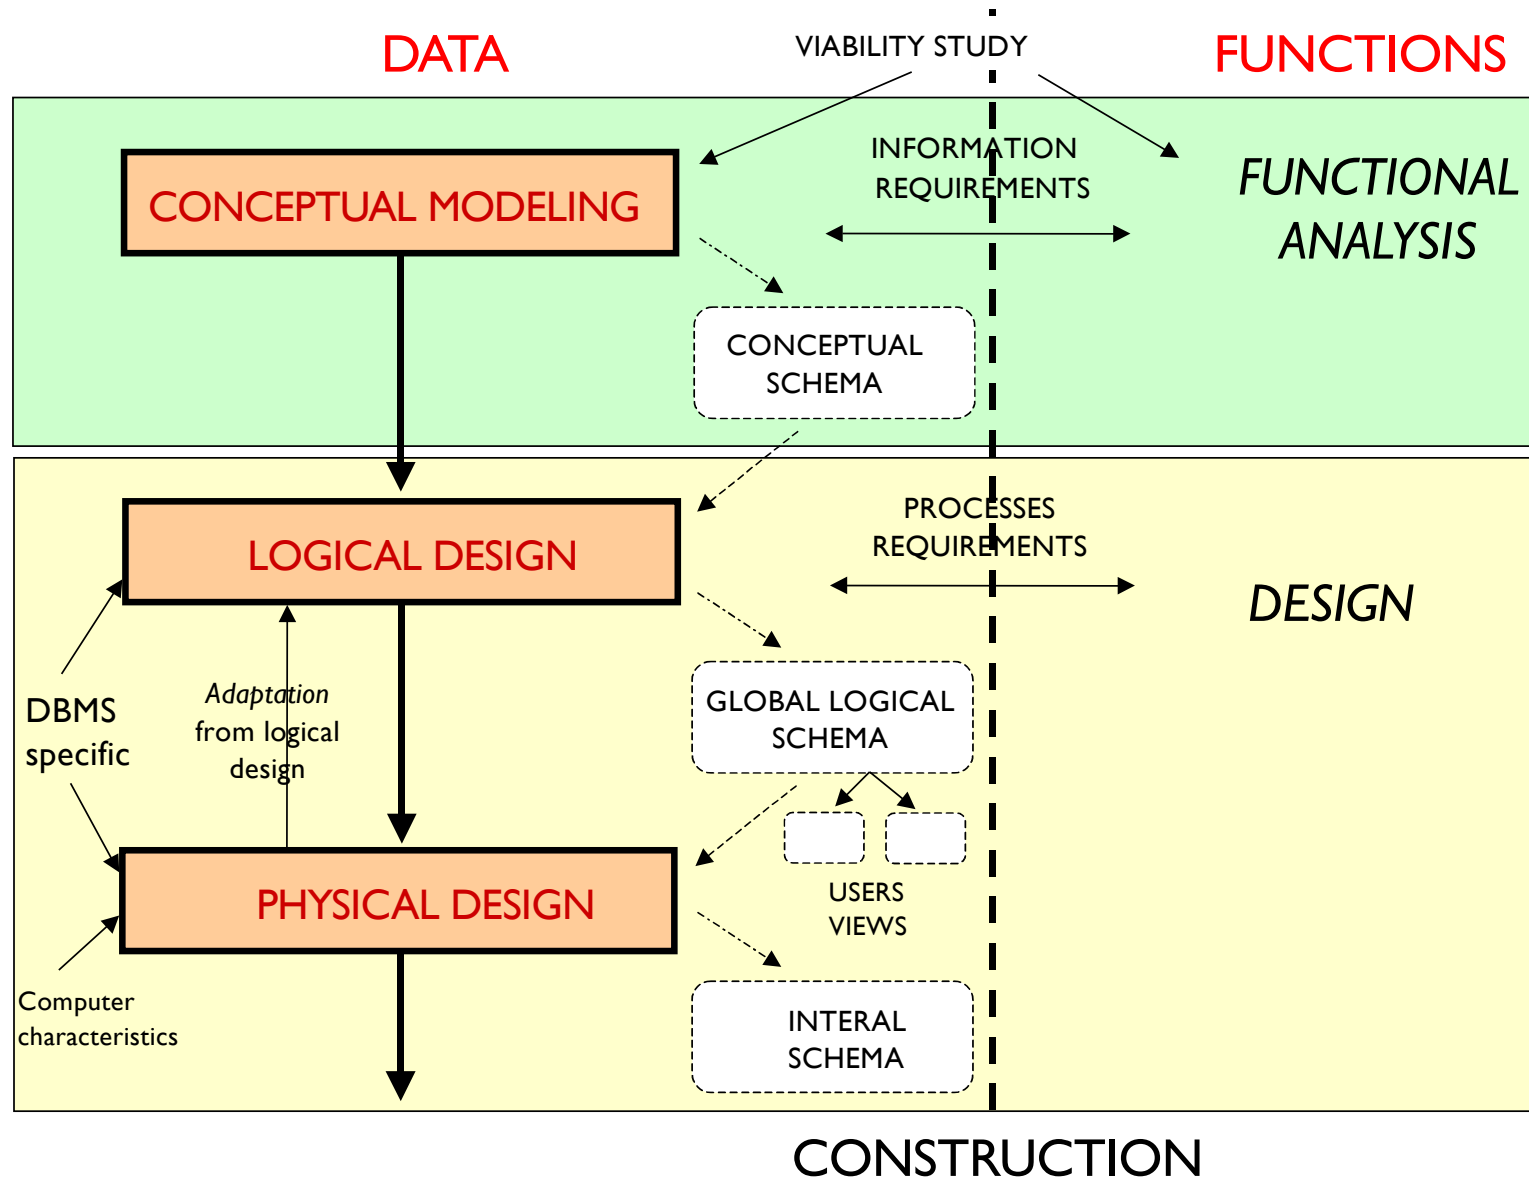 DATA
VIABILITY STUDY
FUNCTIONS
CONCEPTUAL MODELING
INFORMATION
REQUIREMENTS
FUNCTIONAL
ANALYSIS
CONCEPTUAL
SCHEMA
LOGICAL DESIGN
PROCESSES
REQUIREMENTS
DESIGN
DBMS
specific
Adaptation
from logical
design
GLOBAL LOGICAL
SCHEMA
USERS
VIEWS
PHYSICAL DESIGN
Computer
characteristics
INTERAL
SCHEMA
CONSTRUCTION